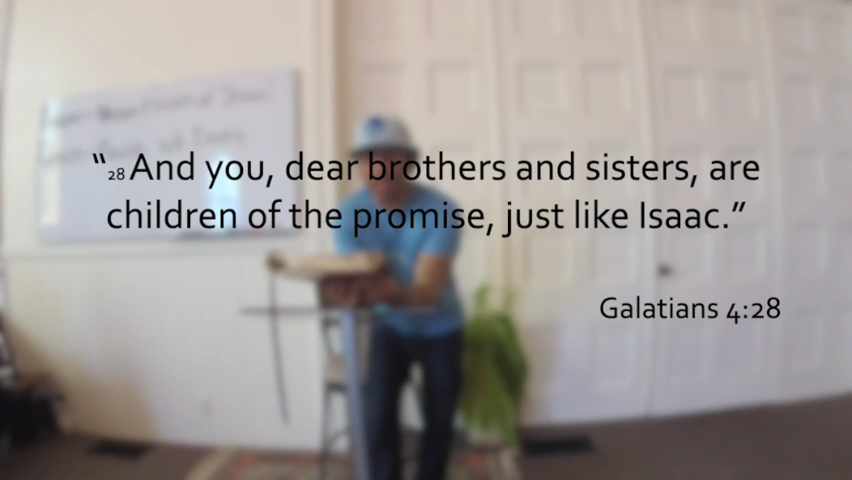 “28 And you, dear brothers and sisters, are
children of the promise, just like Isaac.”
Galatians 4:28